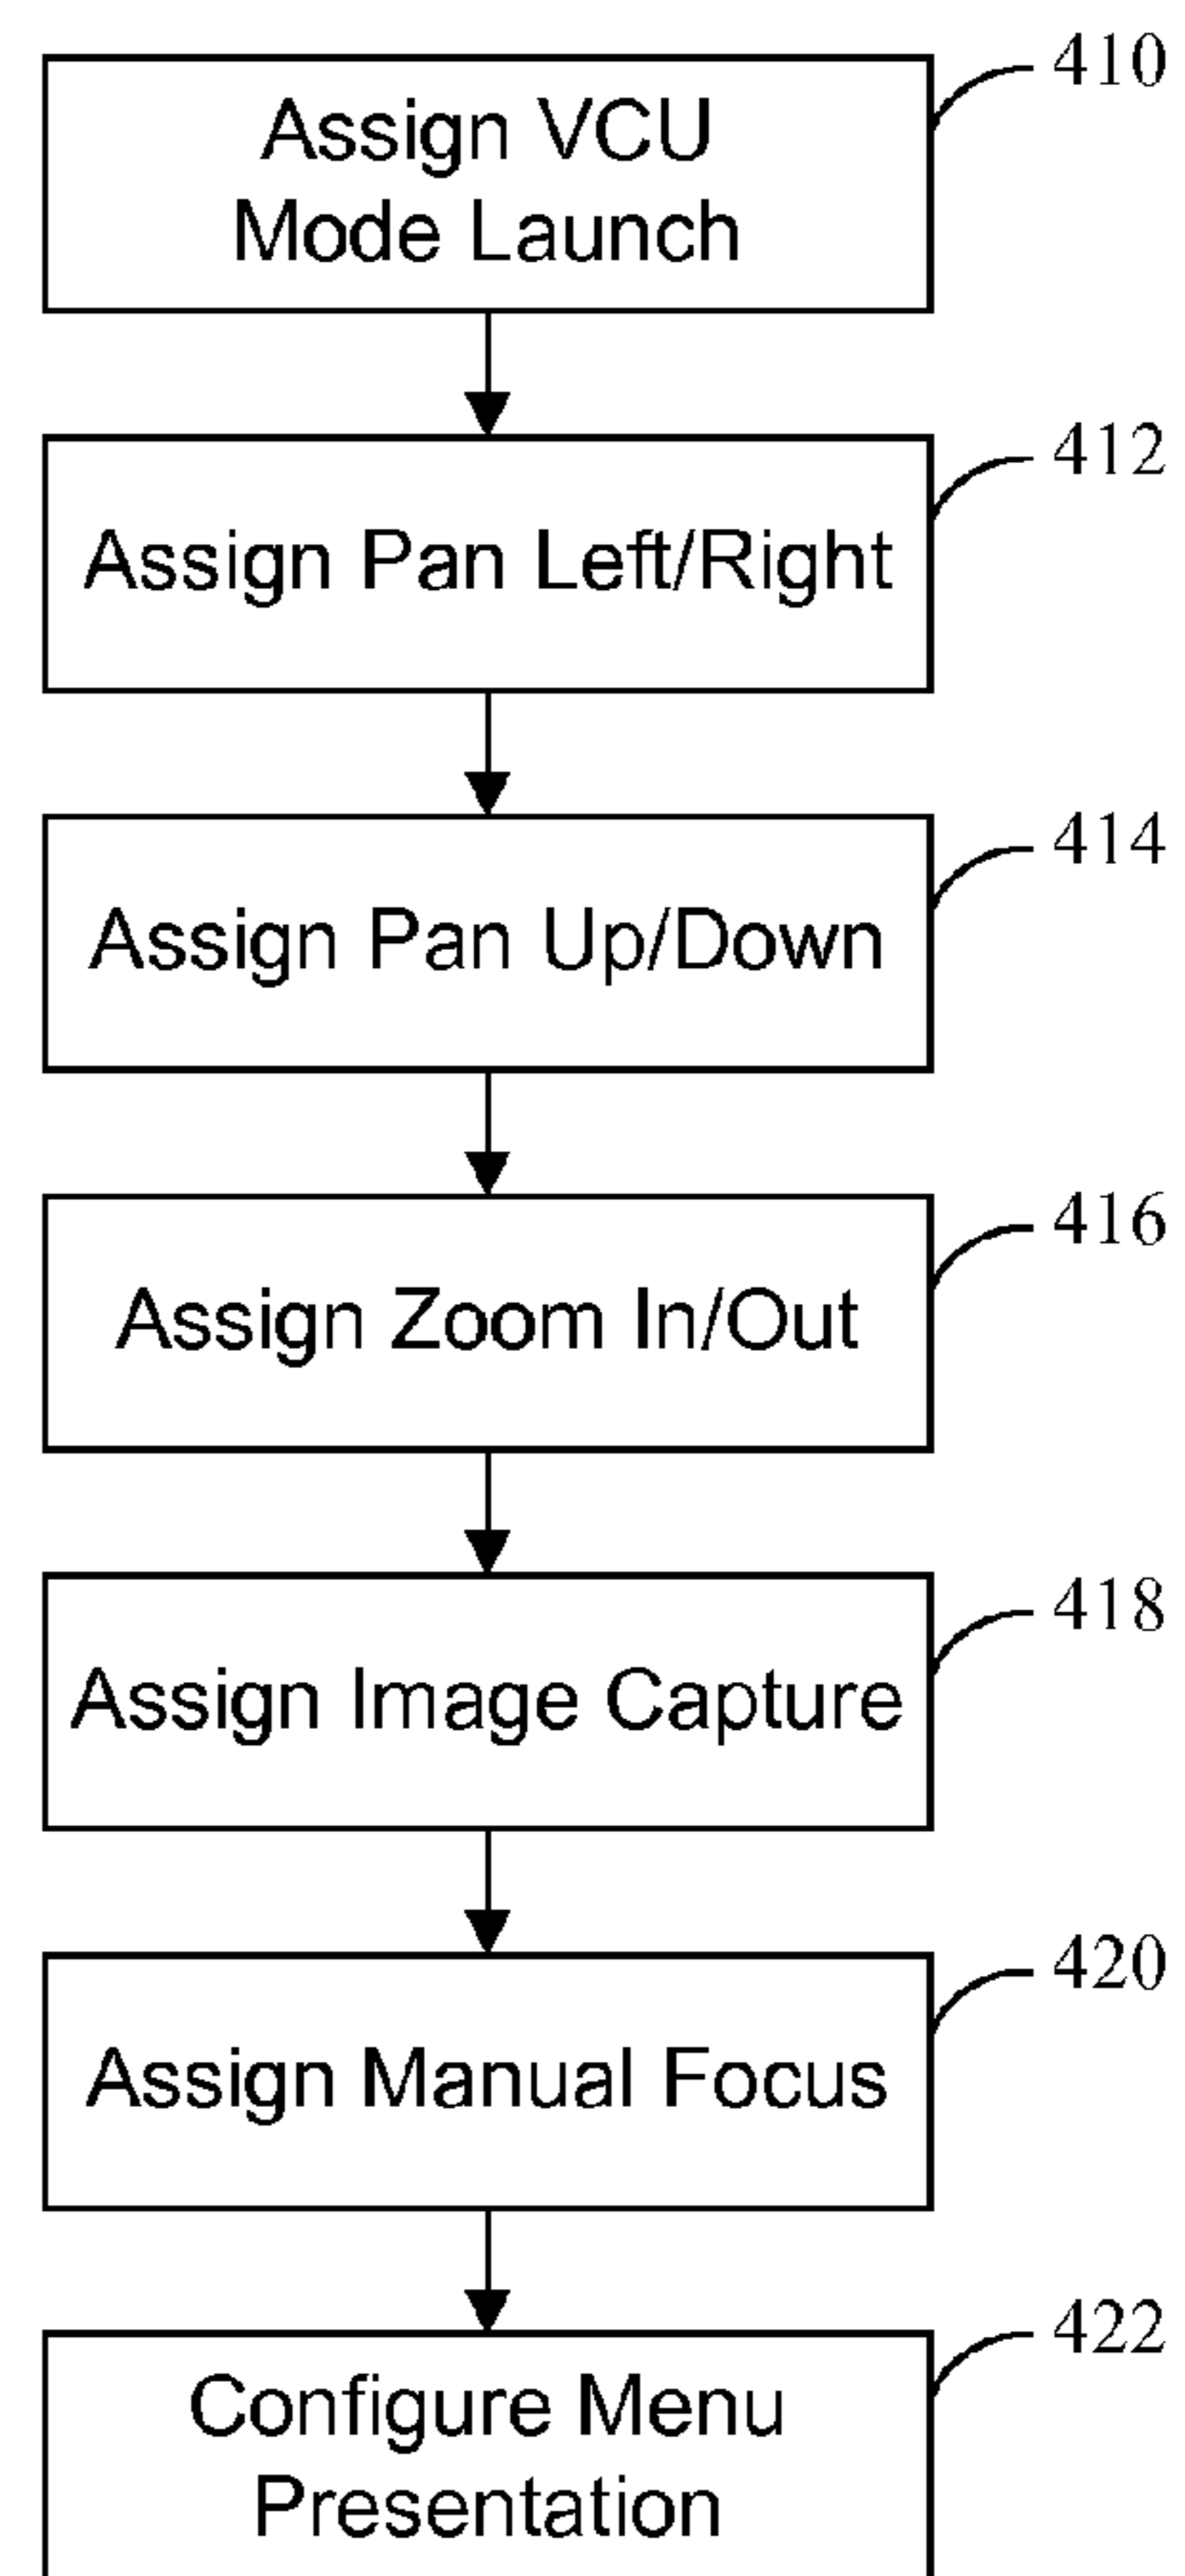 410
Assign VCU
Mode Launch
412
Assign Pan Left/Right
414
Assign Pan Up/Down
416
Assign Zoom In/Out
418
Assign Image Capture
420
Assign Manual Focus
422
Configure Menu
Presentation